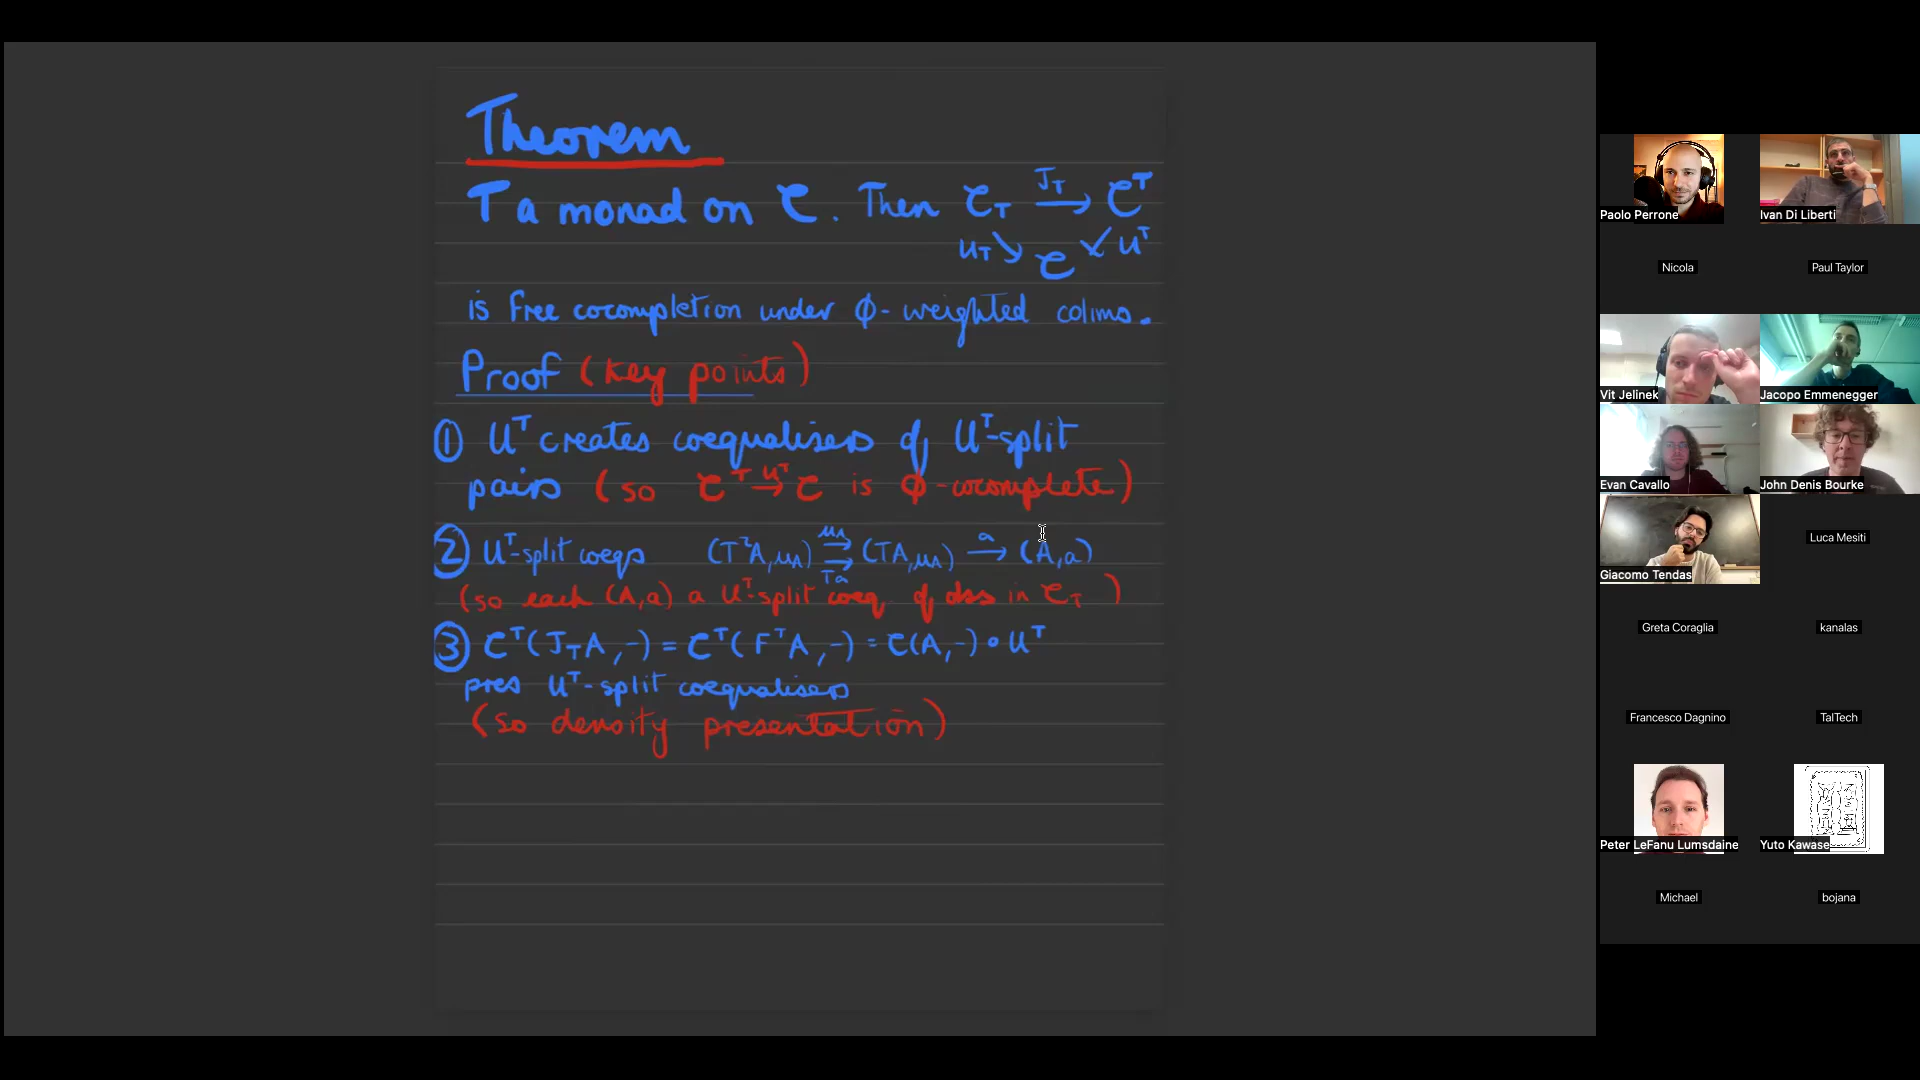 Theorem
T a monad on C. Then C_T —J_T→ C^T
U_T ↘ C ↙ U^T
is free cocompletion under Φ-weighted colims.
Proof (key points)
① U^T creates coequalisers of U^T-split
pairs (so C^T —U^T→ C is Φ-cocomplete)
② U^T-split coeqs (T²A, μ_A) ⇉ (TA, μ_A) —a→ (A, a)
μ_A
Ta
(so each (A,a) a U^T-split coeq. of obs in C_T)
③ C^T(J_T A, -) = C^T(F^T A, -) = C(A, -) ∘ U^T
pres U^T-split coequalisers
(so density presentation)
Paolo Perrone
Ivan Di Liberti
Nicola
Paul Taylor
Vit Jelinek
Jacopo Emmenegger
Evan Cavallo
John Denis Bourke
Giacomo Tendas
Luca Mesiti
Greta Coraglia
kanalas
Francesco Dagnino
TalTech
Peter LeFanu Lumsdaine
Yuto Kawase
Michael
bojana